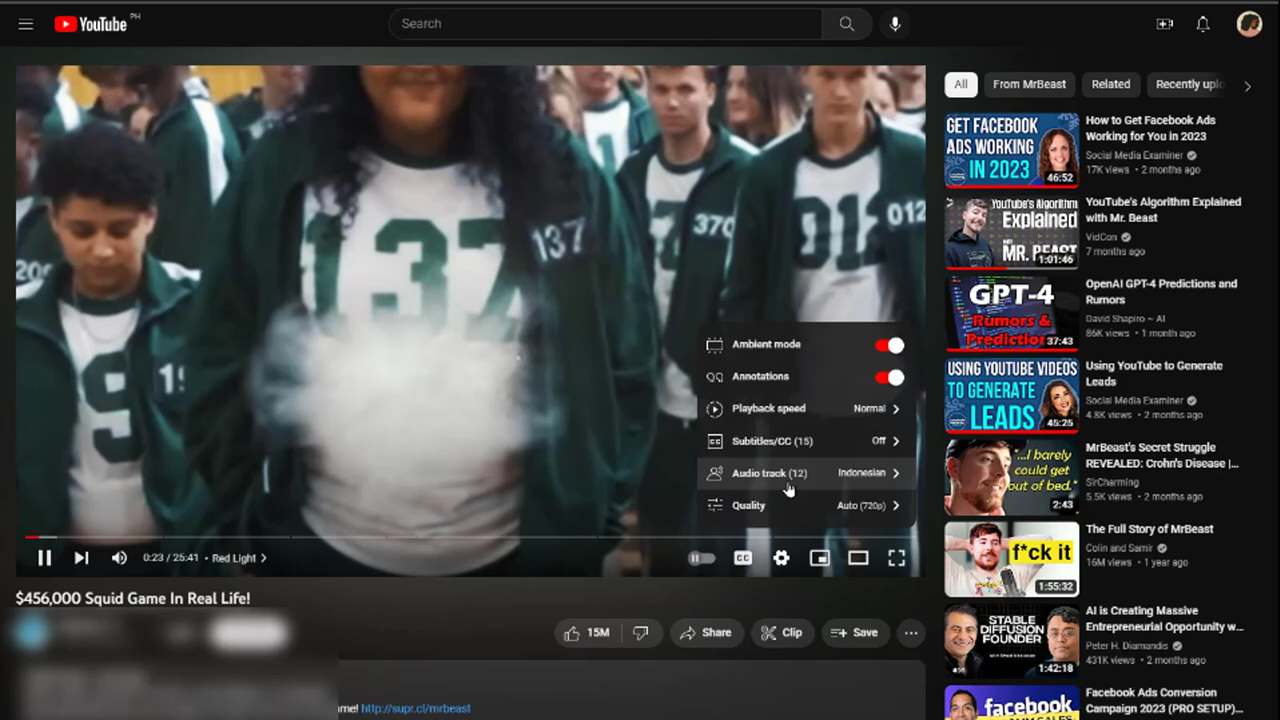 YouTube PH
Search
All
From MrBeast
Related
Recently uplo
137
137
370
012
012
9
19
209
Ambient mode
Annotations
Playback speed
Normal
Subtitles/CC (15)
Off
Audio track (12)
Indonesian
Quality
Auto (720p)
0:23 / 25:41 • Red Light
CC
$456,000 Squid Game In Real Life!
15M
Share
Clip
Save
http://supr.cl/mrbeast
GET FACEBOOK
ADS WORKING
IN 2023
46:52
How to Get Facebook Ads
Working for You in 2023
Social Media Examiner
17K views • 2 months ago
YouTube's Algorithm
Explained
MR. BEAST
1:01:46
YouTube's Algorithm Explained
with Mr. Beast
VidCon
7 months ago
GPT-4
Rumors &
Predictions
37:43
OpenAI GPT-4 Predictions and
Rumors
David Shapiro ~ AI
86K views • 1 month ago
USING YOUTUBE VIDEOS
TO GENERATE
LEADS
45:25
Using YouTube to Generate
Leads
Social Media Examiner
4.8K views • 2 months ago
"...I barely
could get
out of bed."
2:43
MrBeast's Secret Struggle
REVEALED: Crohn's Disease |...
SirCharming
5.5K views • 2 months ago
f*ck it
1:55:32
The Full Story of MrBeast
Colin and Samir
16M views • 1 year ago
STABLE
DIFFUSION
FOUNDER
1:42:18
AI is Creating Massive
Entrepreneurial Opportunity w...
Peter H. Diamandis
431K views • 2 months ago
facebook
Facebook Ads Conversion
Campaign 2023 (PRO SETUP)...